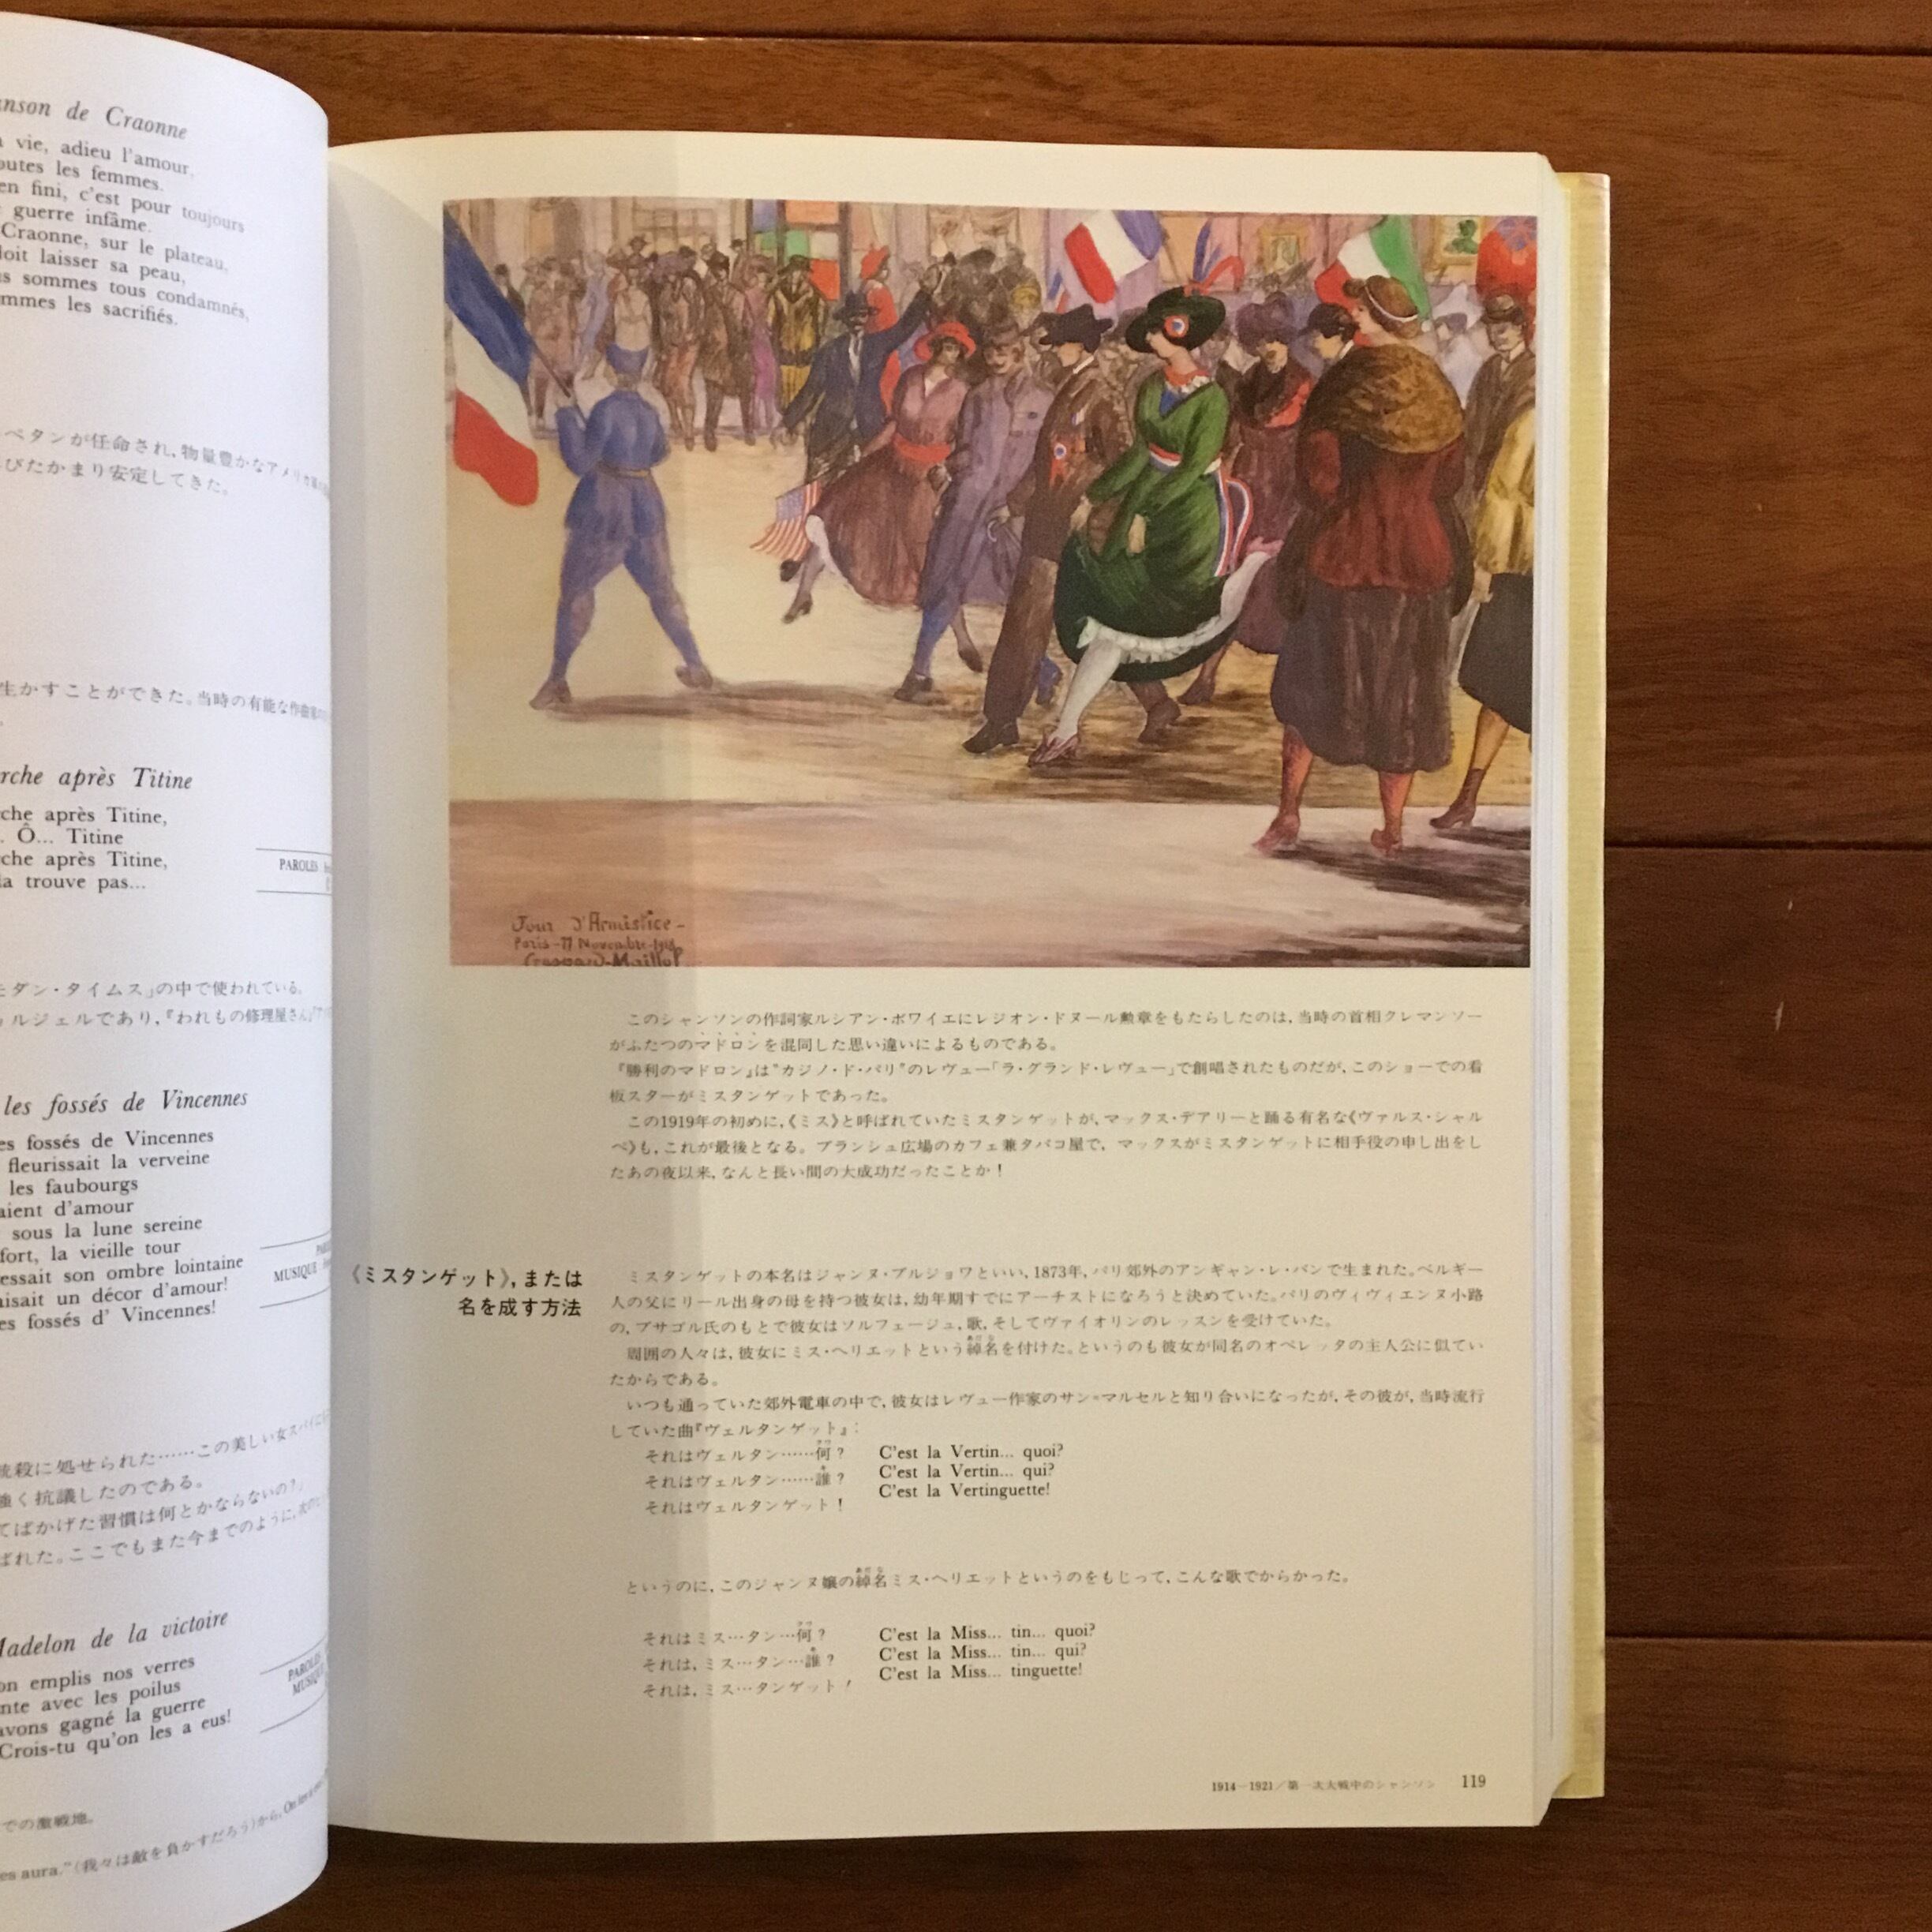 nson de Craonne
vie, adieu l'amour,
outes les femmes.
en fini, c'est pour toujours
guerre infâme.
Craonne, sur le plateau,
doit laisser sa peau,
s sommes tous condamnés,
mmes les sacrifiés.
ペタンが任命され,物量豊かなアメリカ
びたかまり安定してきた。
生かすことができた。当時の有能な作曲家
rche après Titine
che après Titine,
. Ô... Titine
che après Titine,
la trouve pas...
PAROLES
モダン・タイムス」の中で使われている。
ルジェルであり,『われもの修理屋さん』
les fossés de Vincennes
es fossés de Vincennes
fleurissait la verveine
les faubourgs
aient d'amour
sous la lune sereine
fort, la vieille tour
essait son ombre lointaine
aisait un décor d'amour!
es fossés d' Vincennes!
MUSIQUE
銃殺に処せられた……この美しい女スパイ
強く抗議したのである。
てばかげた習慣は何とかならないの?」
ばれた。ここでもまた今までのように,
Madelon de la victoire
on emplis nos verres
nte avec les poilus
avons gagné la guerre
Crois-tu qu'on les a eus!
PAROLES
MUSIQUE
での激戦地。
es aura."(我々は敵を負かすだろう)から,
Jour d'Armistice-
Paris-11 Novembre-1918
このシャンソンの作詞家ルシアン・ボワイエにレジオン・ドヌール勲章をもたらしたのは,当時の首相クレマンソー
がふたつのマドロンを混同した思い違いによるものである。
『勝利のマドロン』は"カジノ・ド・パリ"のレヴュー「ラ・グランド・レヴュー」で創唱されたものだが,このショーでの看
板スターがミスタンゲットであった。
この1919年の初めに,《ミス》と呼ばれていたミスタンゲットが,マックス・デアリーと踊る有名な《ヴァルス・シャル
ペ》も,これが最後となる。ブランシュ広場のカフェ兼タバコ屋で,マックスがミスタンゲットに相手役の申し出をし
たあの夜以来,なんと長い間の大成功だったことか!
《ミスタンゲット》,または
名を成す方法
ミスタンゲットの本名はジャンヌ・ブルジョワといい,1873年,パリ郊外のアンギャン・レ・バンで生まれた。ベルギー
人の父にリール出身の母を持つ彼女は,幼年期すでにアーチストになろうと決めていた。パリのヴィヴィエンヌ小路
の,ブサゴル氏のもとで彼女はソルフェージュ,歌,そしてヴァイオリンのレッスンを受けていた。
周囲の人々は,彼女にミス・ヘリエットという綽名を付けた。というのも彼女が同名のオペレッタの主人公に似てい
たからである。
いつも通っていた郊外電車の中で,彼女はレヴュー作家のサン=マルセルと知り合いになったが,その彼が,当時流行
していた曲『ヴェルタンゲット』:
それはヴェルタン……何? C'est la Vertin... quoi?
それはヴェルタン……誰? C'est la Vertin... qui?
それはヴェルタンゲット! C'est la Vertinguette!
というのに,このジャンヌ嬢の綽名ミス・ヘリエットというのをもじって,こんな歌でからかった。
それはミス…タン…何? C'est la Miss... tin... quoi?
それは,ミス…タン…誰? C'est la Miss... tin... qui?
それは,ミス…タンゲット! C'est la Miss... tinguette!
1914—1921/第一次大戦中のシャンソン 119